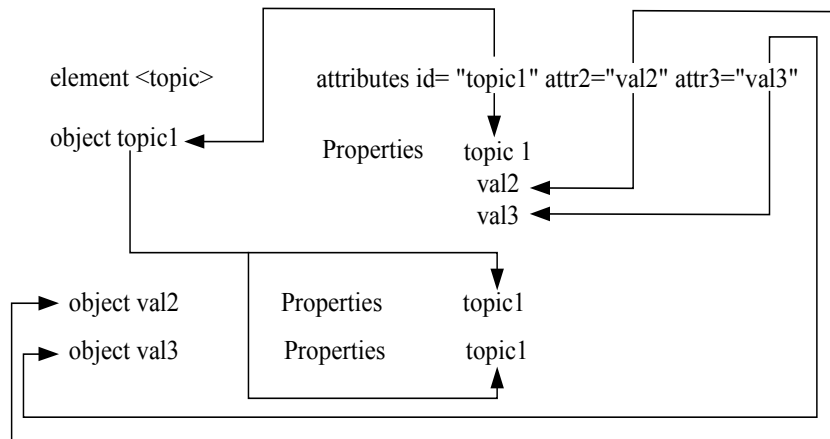 element <topic> attributes id= "topic1" attr2="val2" attr3="val3"
object topic1 Properties topic 1
val2
val3
object val2 Properties topic1
object val3 Properties topic1